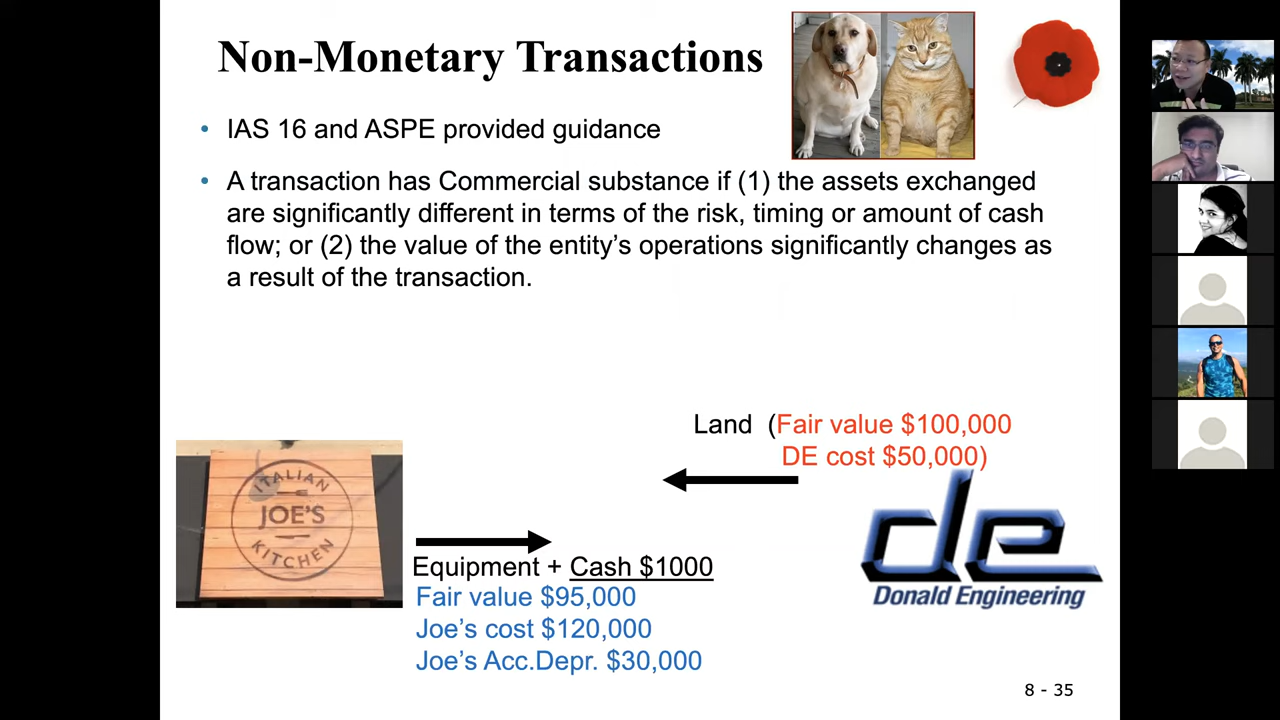 Non-Monetary Transactions
• IAS 16 and ASPE provided guidance
• A transaction has Commercial substance if (1) the assets exchanged
are significantly different in terms of the risk, timing or amount of cash
flow; or (2) the value of the entity’s operations significantly changes as
a result of the transaction.
Land (Fair value $100,000
DE cost $50,000)
ITALIAN
JOE'S
KITCHEN
Equipment + Cash $1000
Fair value $95,000
Joe’s cost $120,000
Joe’s Acc.Depr. $30,000
de
Donald Engineering
8 - 35